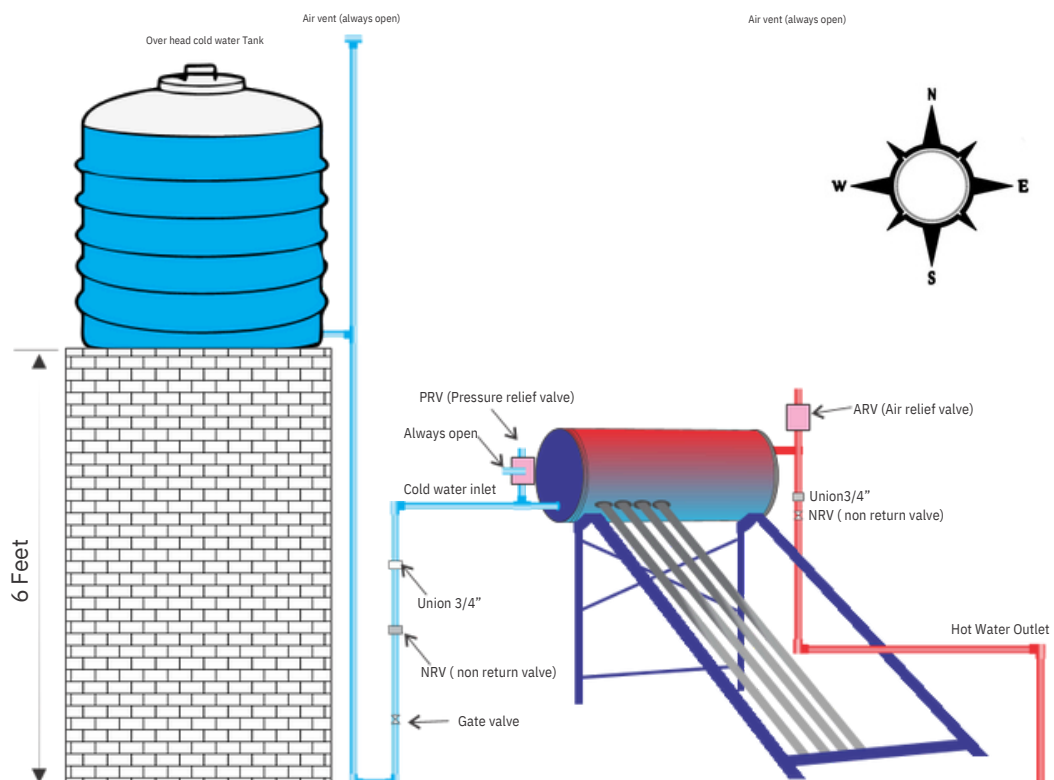 Air vent (always open)
Air vent (always open)
Over head cold water Tank
N
W
E
S
PRV (Pressure relief valve)
ARV (Air relief valve)
Always open
Cold water inlet
Union3/4”
NRV ( non return valve)
6 Feet
Union 3/4”
Hot Water Outlet
NRV ( non return valve)
Gate valve